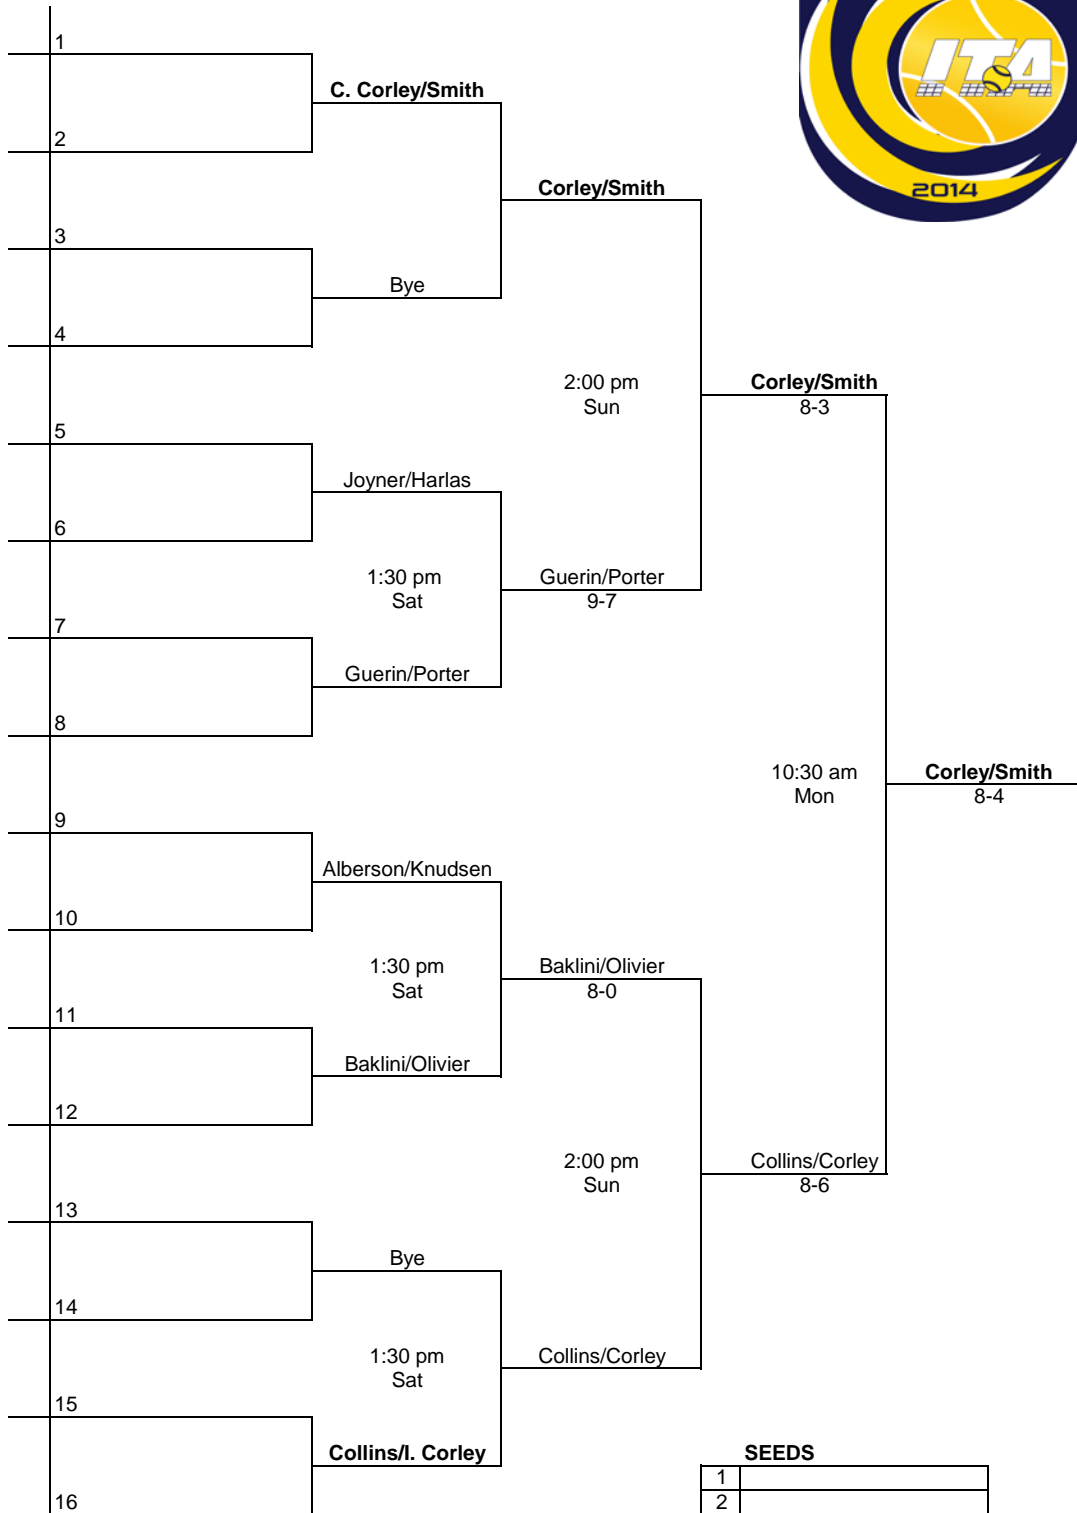 ITA
2014
1
C. Corley/Smith
2
Corley/Smith
3
Bye
4
2:00 pm
Sun
Corley/Smith
8-3
5
Joyner/Harlas
6
1:30 pm
Sat
Guerin/Porter
9-7
7
Guerin/Porter
8
10:30 am
Mon
Corley/Smith
8-4
9
Alberson/Knudsen
10
1:30 pm
Sat
Baklini/Olivier
8-0
11
Baklini/Olivier
12
2:00 pm
Sun
Collins/Corley
8-6
13
Bye
14
1:30 pm
Sat
Collins/Corley
15
Collins/I. Corley
16
SEEDS
1
2